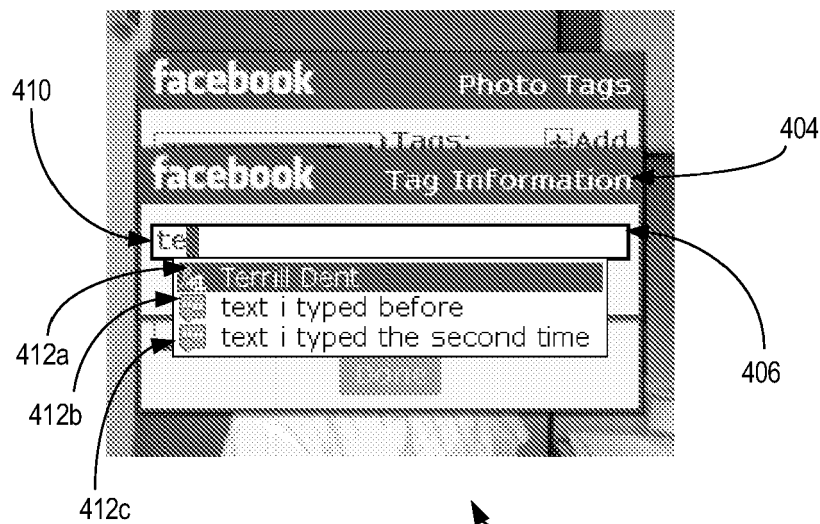 facebook Photo Tags
410
Tags: Add
404
facebook Tag Information
te
Terrill Dent
412a
text i typed before
412b
text i typed the second time
406
412c